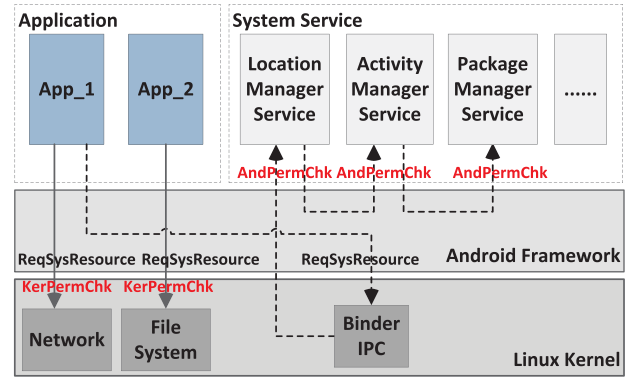 Application
System Service
App_1
App_2
Location
Manager
Service
Activity
Manager
Service
Package
Manager
Service
......
AndPermChk
AndPermChk
AndPermChk
Android Framework
ReqSysResource
ReqSysResource
ReqSysResource
KerPermChk
KerPermChk
Network
File
System
Binder
IPC
Linux Kernel